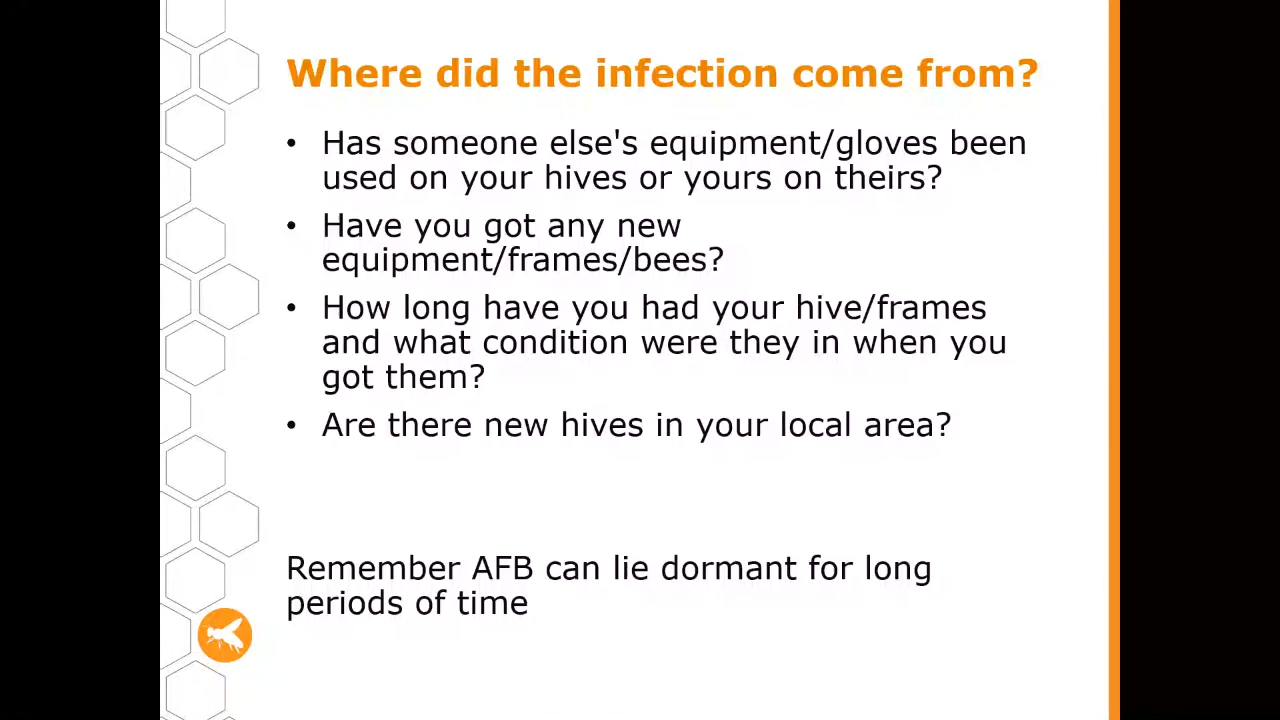 Where did the infection come from?
• Has someone else's equipment/gloves been
used on your hives or yours on theirs?
• Have you got any new
equipment/frames/bees?
• How long have you had your hive/frames
and what condition were they in when you
got them?
• Are there new hives in your local area?
Remember AFB can lie dormant for long
periods of time